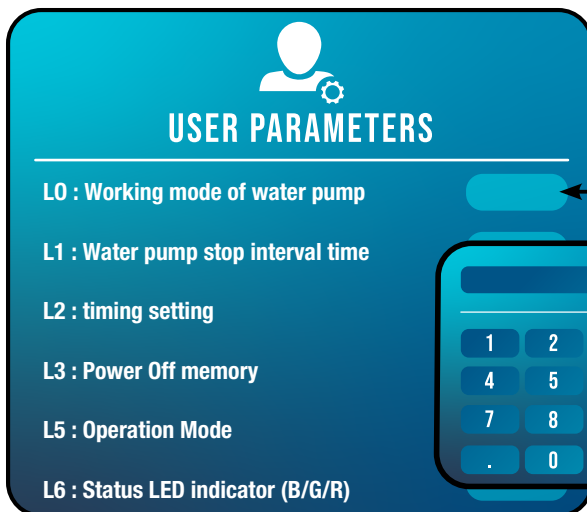 USER PARAMETERS
L0 : Working mode of water pump
L1 : Water pump stop interval time
L2 : timing setting
L3 : Power Off memory
L5 : Operation Mode
L6 : Status LED indicator (B/G/R)
1 2
4 5
7 8
. 0